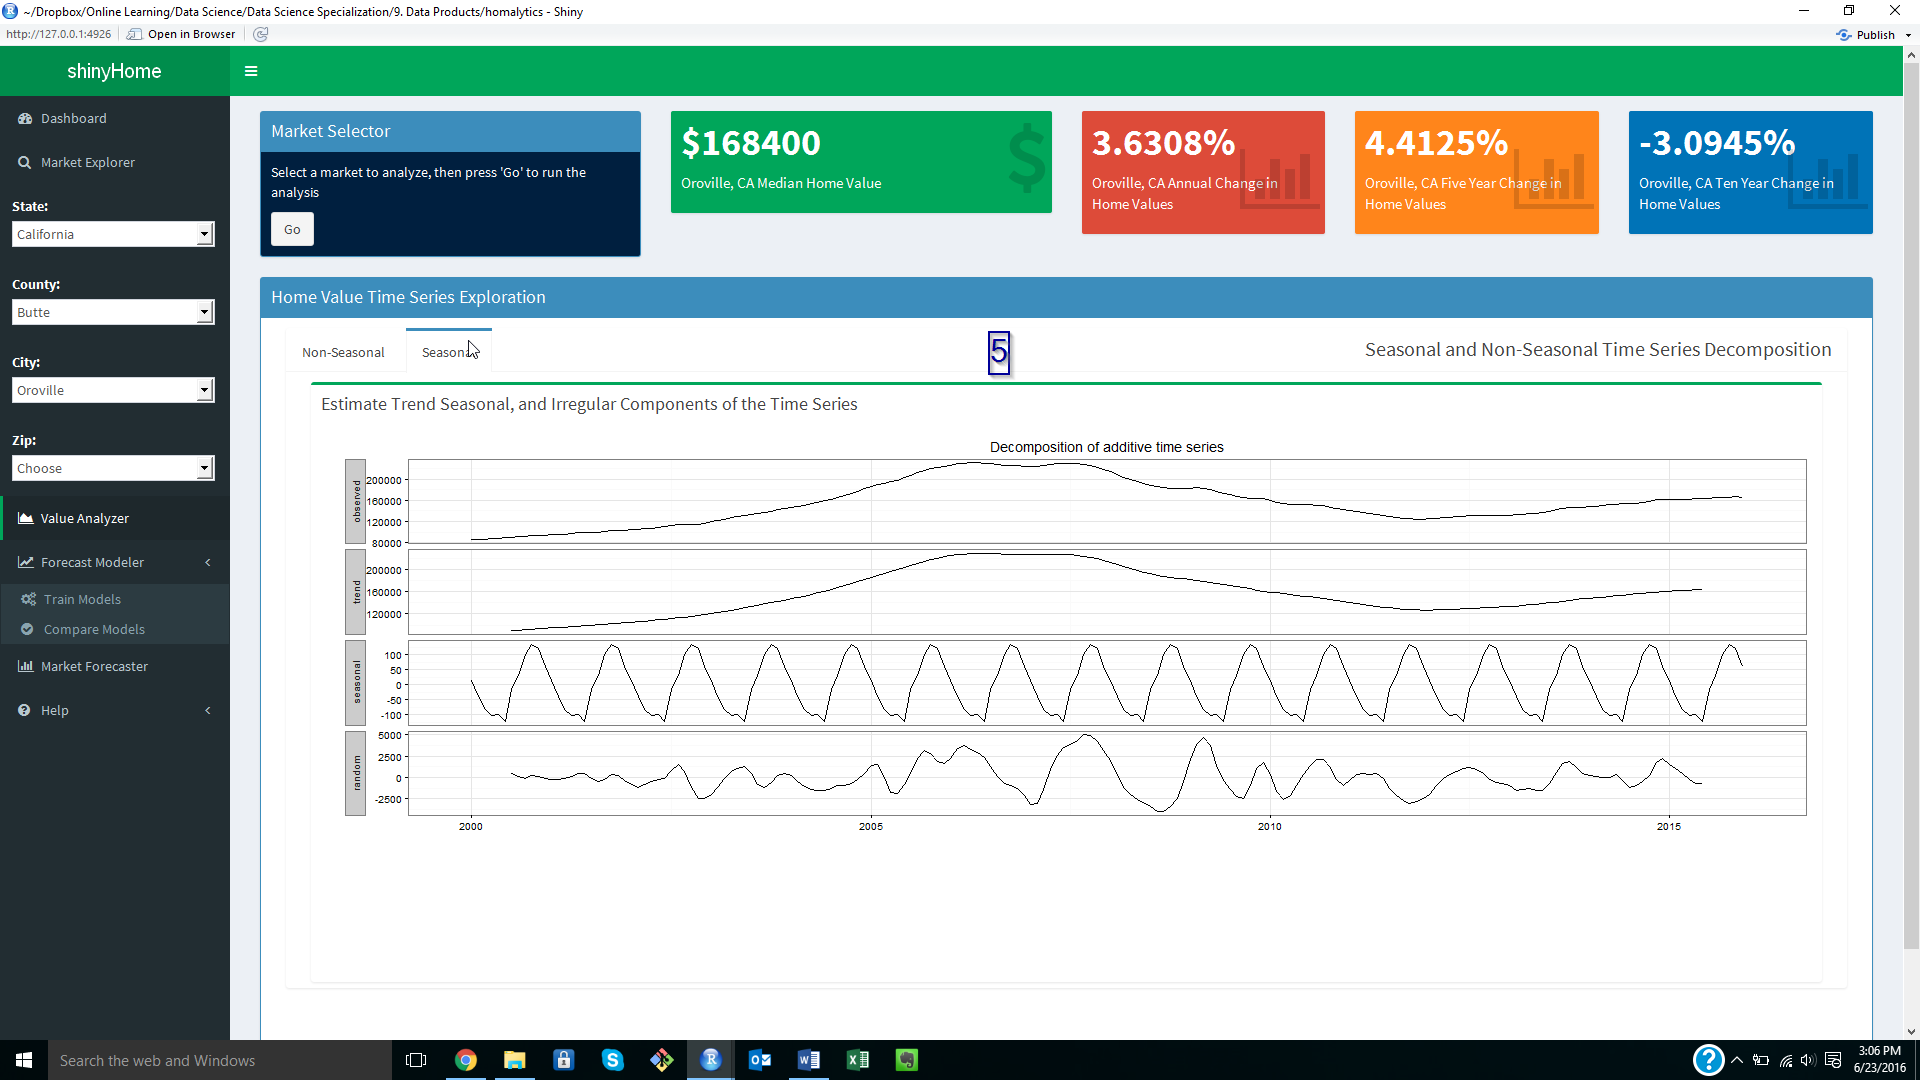 ~/Dropbox/Online Learning/Data Science/Data Science Specialization/9. Data Products/homalytics - Shiny
http://127.0.0.1:4926
Open in Browser
Publish
shinyHome
Dashboard
Market Explorer
State:
California
County:
Butte
City:
Oroville
Zip:
Choose
Value Analyzer
Forecast Modeler
Train Models
Compare Models
Market Forecaster
Help
Market Selector
Select a market to analyze, then press 'Go' to run the
analysis
Go
$168400
Oroville, CA Median Home Value
3.6308%
Oroville, CA Annual Change in
Home Values
4.4125%
Oroville, CA Five Year Change in
Home Values
-3.0945%
Oroville, CA Ten Year Change in
Home Values
Home Value Time Series Exploration
Non-Seasonal
Seasonal
5
Seasonal and Non-Seasonal Time Series Decomposition
Estimate Trend Seasonal, and Irregular Components of the Time Series
Decomposition of additive time series
observed
200000
160000
120000
80000
trend
200000
160000
120000
seasonal
100
50
0
-50
-100
random
5000
2500
0
-2500
2000
2005
2010
2015
Search the web and Windows
3:06 PM
6/23/2016